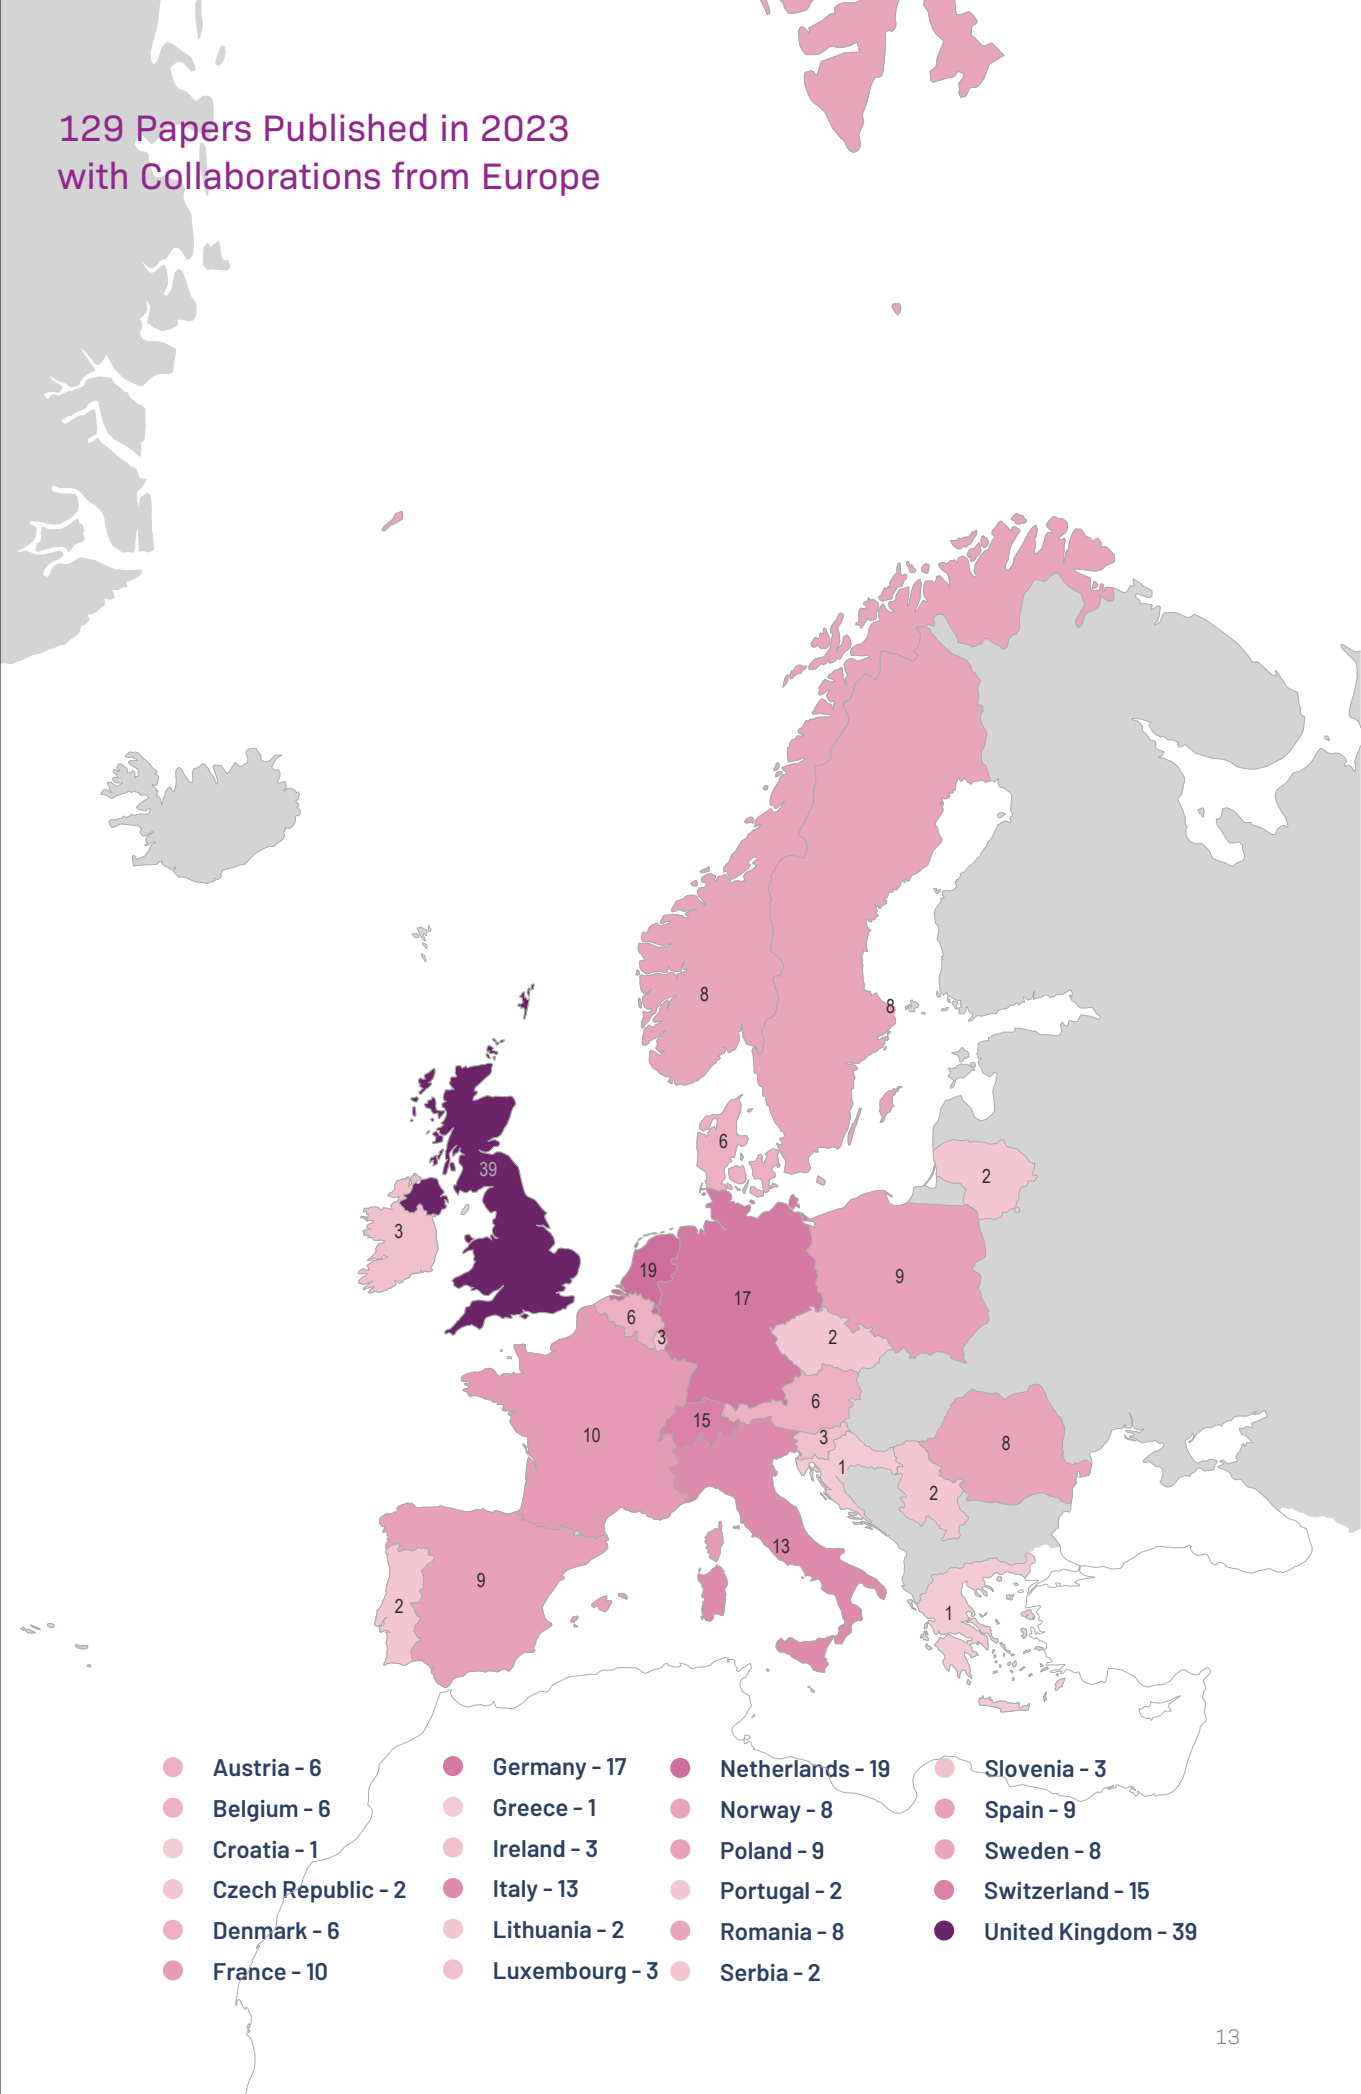 129 Papers Published in 2023
with Collaborations from Europe
8
8
6
2
39
3
19
9
17
6
3
2
6
15
10
3
8
1
2
13
9
2
1
Austria - 6
Belgium - 6
Croatia - 1
Czech Republic - 2
Denmark - 6
France - 10
Germany - 17
Greece - 1
Ireland - 3
Italy - 13
Lithuania - 2
Luxembourg - 3
Netherlands - 19
Norway - 8
Poland - 9
Portugal - 2
Romania - 8
Serbia - 2
Slovenia - 3
Spain - 9
Sweden - 8
Switzerland - 15
United Kingdom - 39
13